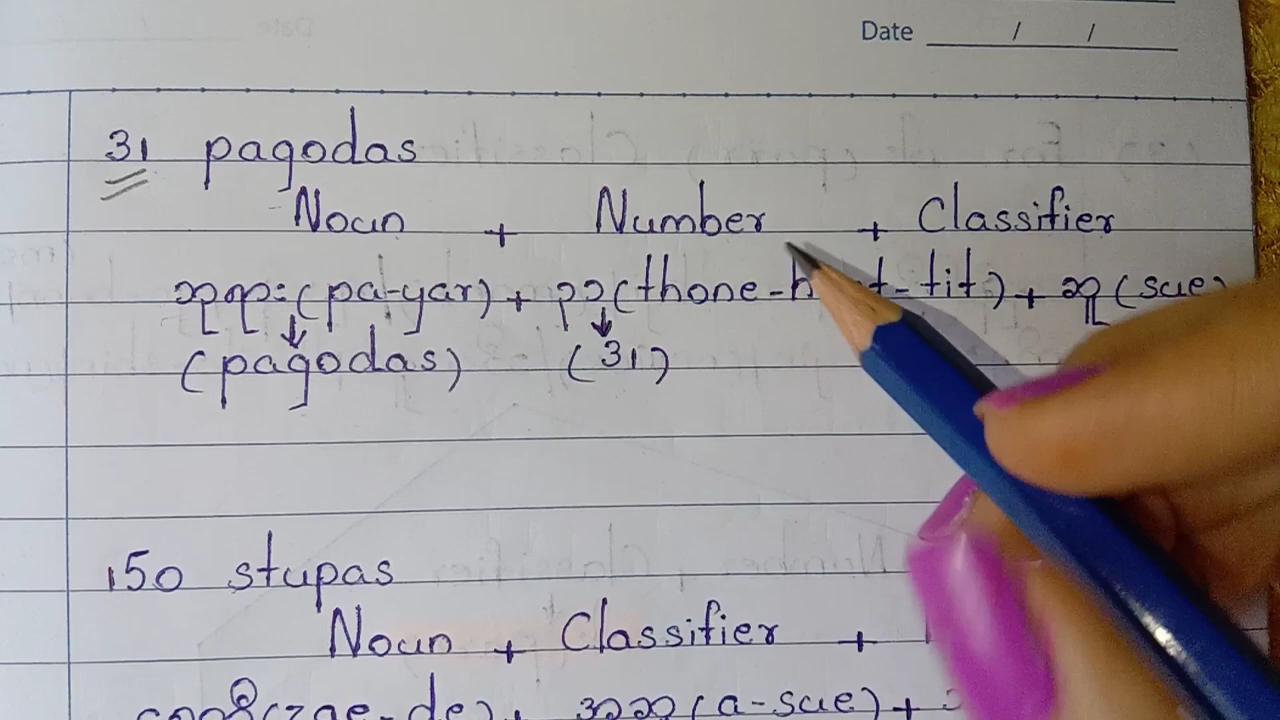 Date / /
31 pagodas
Noun + Number + Classifier
ဘုရား (pa-yar) + ၃၁ (thone- - tit) + ဆူ (sue)
(pagodas) (31)
150 stupas
Noun + Classifier +
စေတီ (zae-de) + အဆူ (a-sue) +